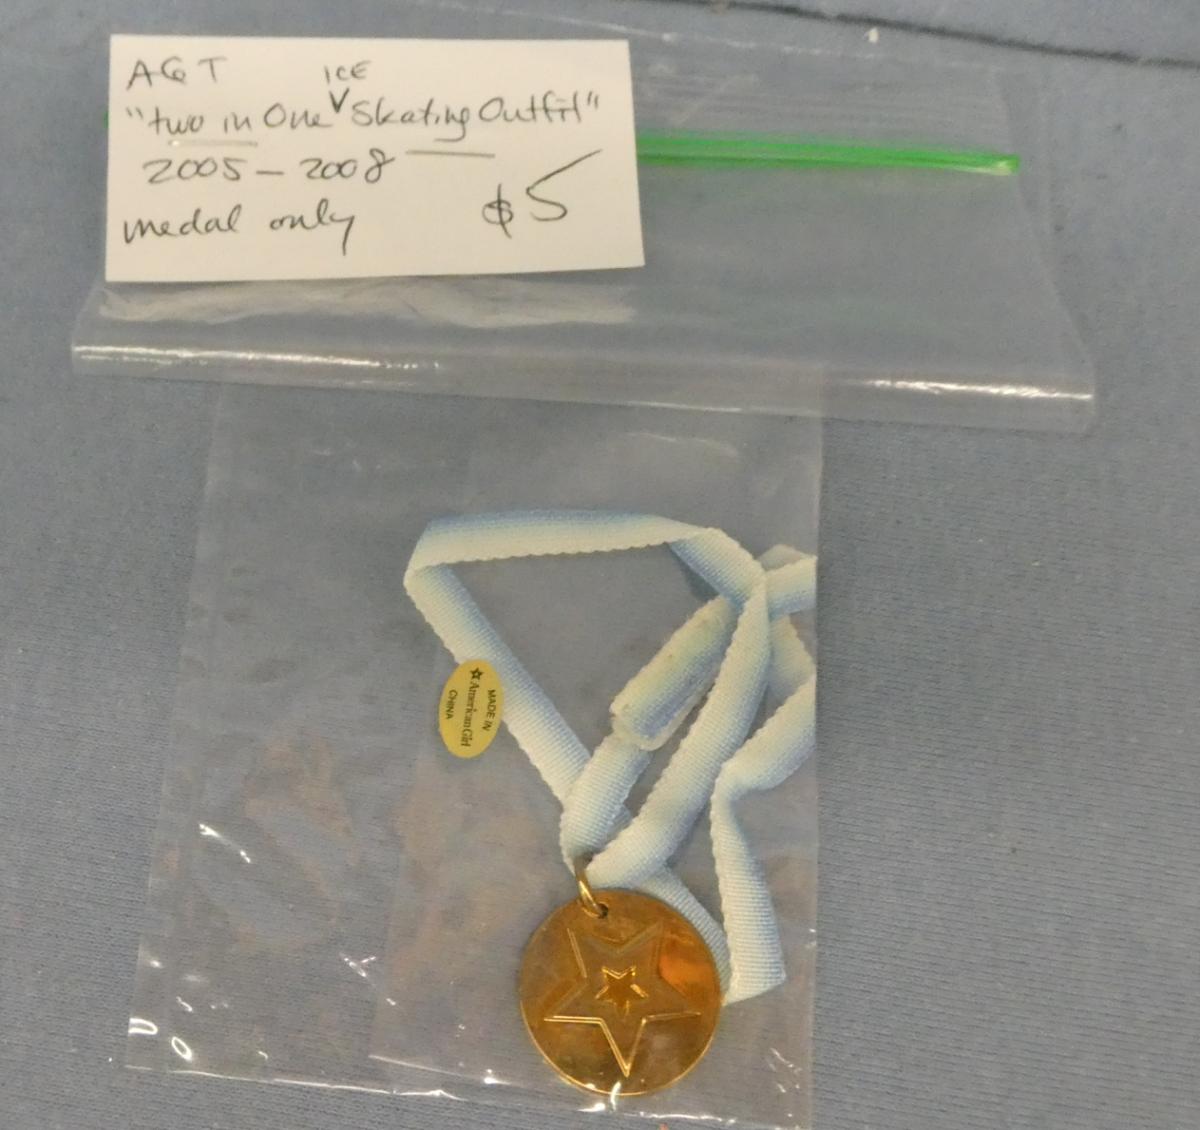 AGT
"two in One ICE Skating Outfit"
2005 – 2008
medal only $5
MADE IN
American Girl
CHINA